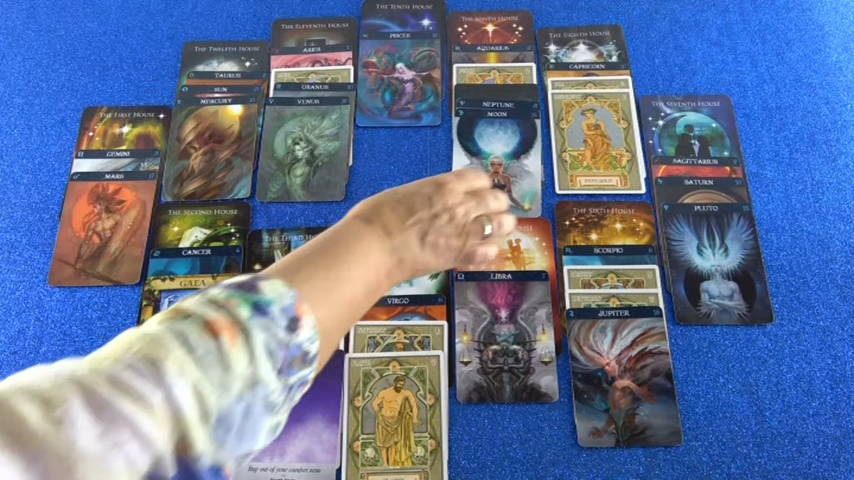 THE TENTH HOUSE
PISCES
THE ELEVENTH HOUSE
ARIES
URANUS
VENUS
THE NINTH HOUSE
AQUARIUS
NEPTUNE
MOON
THE EIGHTH HOUSE
CAPRICORN
THE TWELFTH HOUSE
TAURUS
SUN
MERCURY
THE SEVENTH HOUSE
SAGITTARIUS
SATURN
PLUTO
THE FIRST HOUSE
GEMINI
MARS
THE SECOND HOUSE
CANCER
GAEA
THE THIRD
HOUSE
LIBRA
THE SIXTH HOUSE
SCORPIO
JUPITER
VIRGO
Step out of your comfort zone